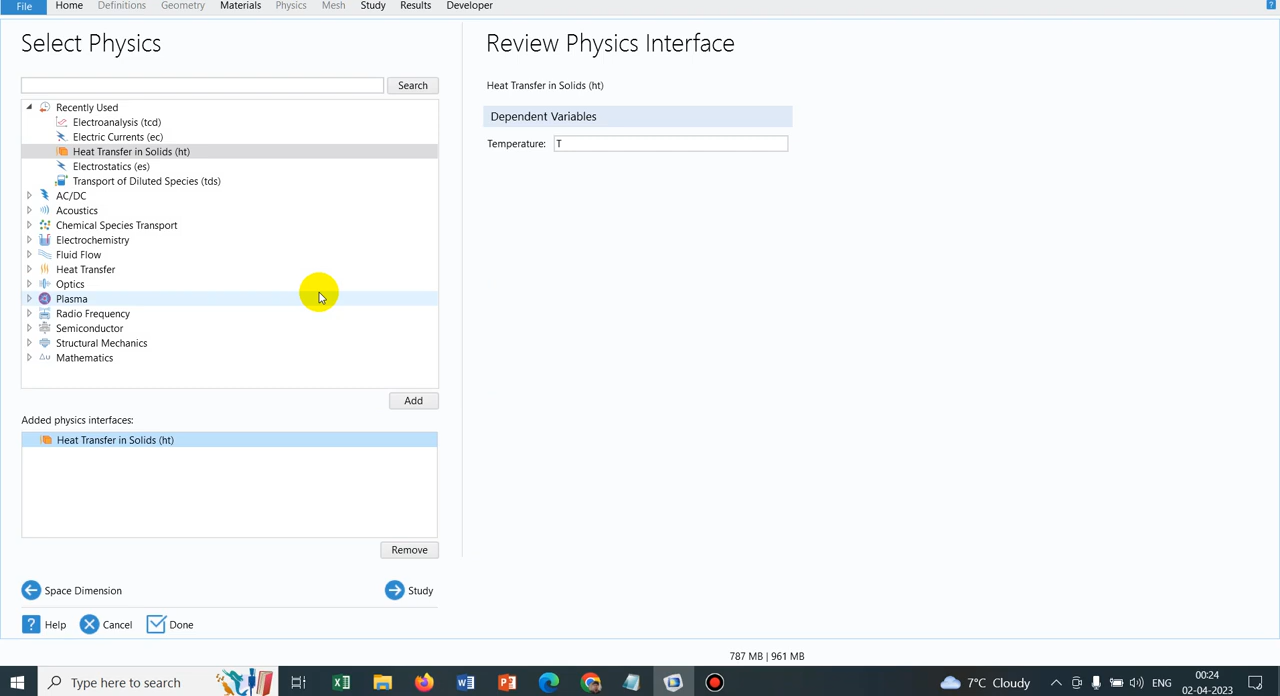 File Home Definitions Geometry Materials Physics Mesh Study Results Developer ?
Select Physics
Search
Recently Used
Electroanalysis (tcd)
Electric Currents (ec)
Heat Transfer in Solids (ht)
Electrostatics (es)
Transport of Diluted Species (tds)
AC/DC
Acoustics
Chemical Species Transport
Electrochemistry
Fluid Flow
Heat Transfer
Optics
Plasma
Radio Frequency
Semiconductor
Structural Mechanics
Δu Mathematics
Add
Added physics interfaces:
Heat Transfer in Solids (ht)
Remove
Space Dimension Study
? Help Cancel Done
Review Physics Interface
Heat Transfer in Solids (ht)
Dependent Variables
Temperature: T
787 MB | 961 MB
Type here to search 7°C Cloudy ENG 00:24
02-04-2023